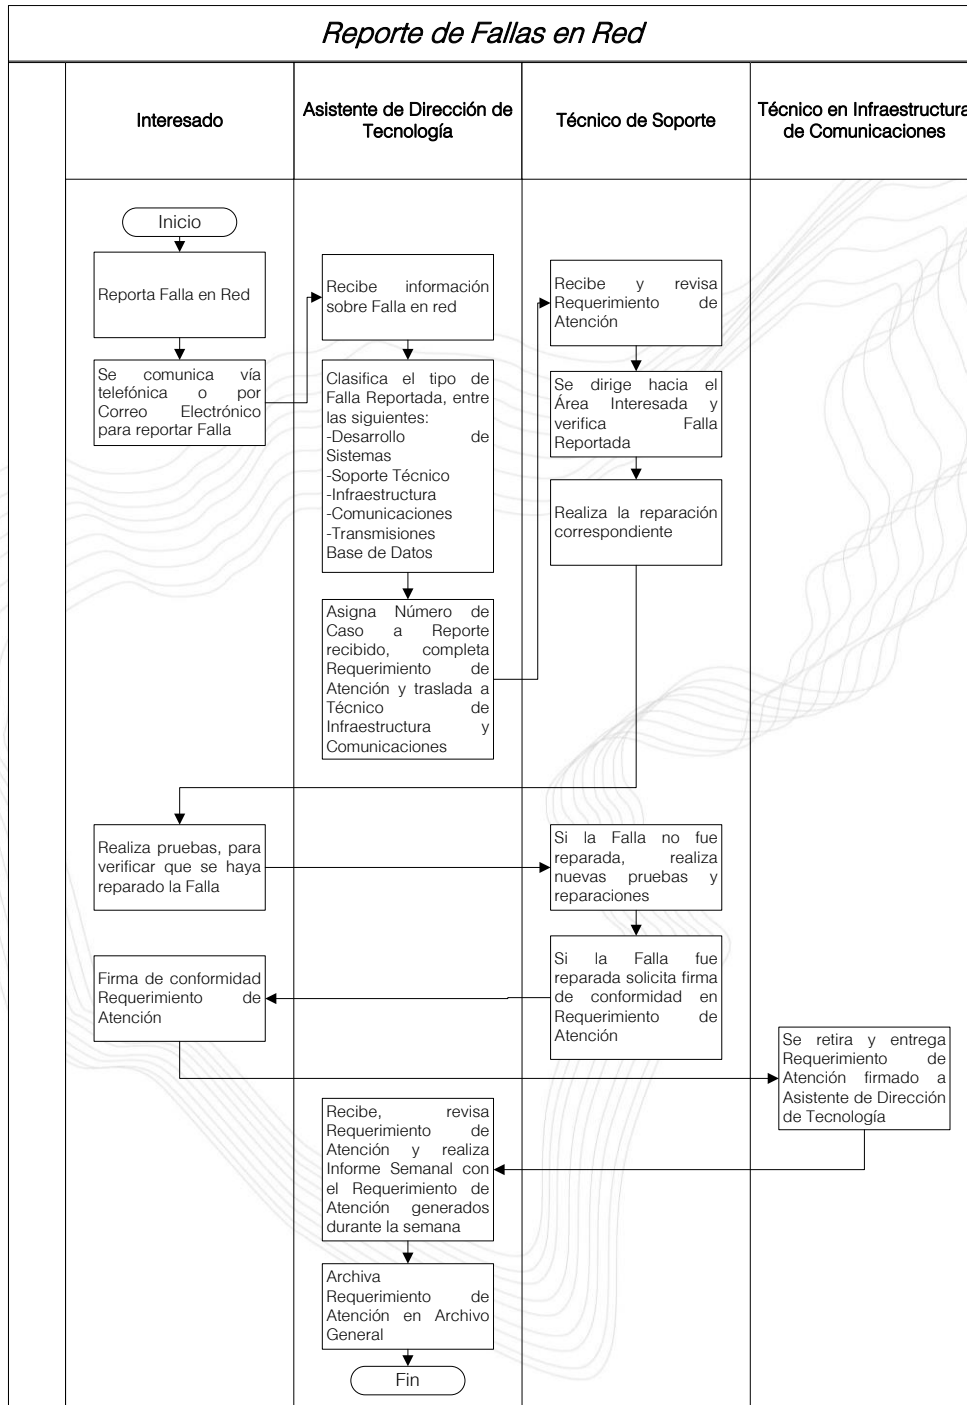 Reporte de Fallas en Red
Interesado
Asistente de Dirección de
Tecnología
Técnico de Soporte
Técnico en Infraestructura
de Comunicaciones
Inicio
Reporta Falla en Red
Se comunica vía
telefónica o por
Correo Electrónico
para reportar Falla
Recibe información
sobre Falla en red
Clasifica el tipo de
Falla Reportada, entre
las siguientes:
-Desarrollo de
Sistemas
-Soporte Técnico
-Infraestructura
-Comunicaciones
-Transmisiones
Base de Datos
Asigna Número de
Caso a Reporte
recibido, completa
Requerimiento de
Atención y traslada a
Técnico de
Infraestructura y
Comunicaciones
Recibe y revisa
Requerimiento de
Atención
Se dirige hacia el
Área Interesada y
verifica Falla
Reportada
Realiza la reparación
correspondiente
Realiza pruebas, para
verificar que se haya
reparado la Falla
Si la Falla no fue
reparada, realiza
nuevas pruebas y
reparaciones
Si la Falla fue
reparada solicita firma
de conformidad en
Requerimiento de
Atención
Firma de conformidad
Requerimiento de
Atención
Se retira y entrega
Requerimiento de
Atención firmado a
Asistente de Dirección
de Tecnología
Recibe, revisa
Requerimiento de
Atención y realiza
Informe Semanal con
el Requerimiento de
Atención generados
durante la semana
Archiva
Requerimiento de
Atención en Archivo
General
Fin